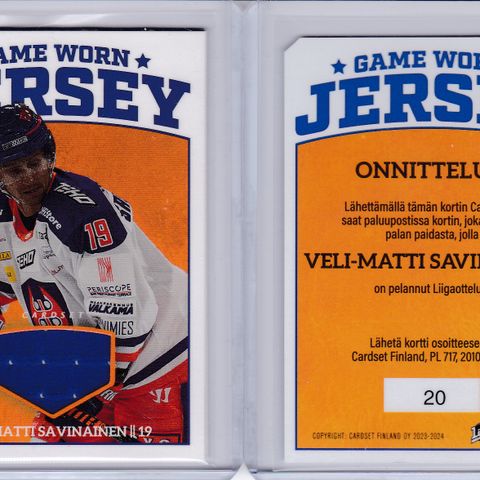 GAME WORN
JERSEY
19
PERISCOPE
VALKAMA
CARDSET
MATTI SAVINAINEN || 19
GAME WORN
JERSE
ONNITTELU
Lähettämällä tämän kortin Ca
saat paluupostissa kortin, joka
palan paidasta, jolla
VELI-MATTI SAVIN
on pelannut Liigaottelu
Lähetä kortti osoitteese
Cardset Finland, PL 717, 2010
20
COPYRIGHT: CARDSET FINLAND OY 2023-2024